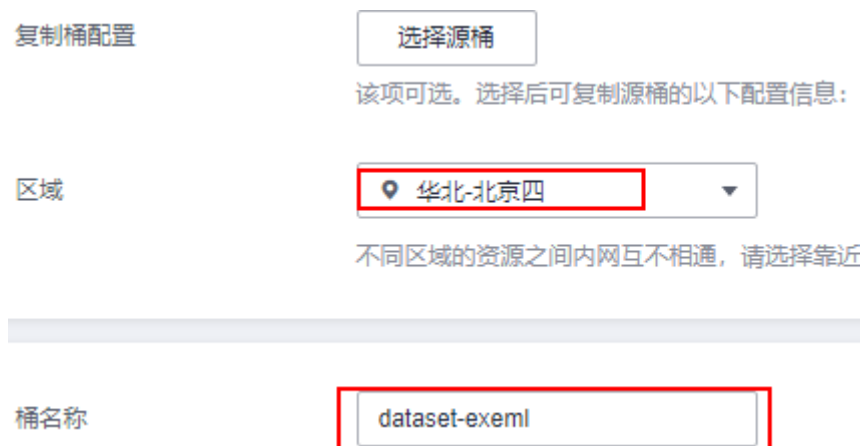 复制桶配置 选择源桶
该项可选。选择后可复制源桶的以下配置信息：
区域 华北-北京四
不同区域的资源之间内网互不相通，请选择靠近
桶名称 dataset-exeml